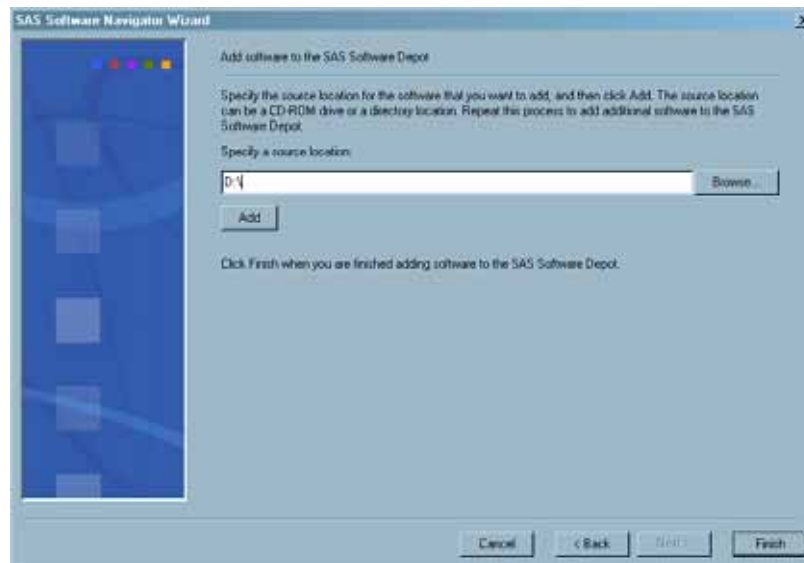 SAS Software Navigator Wizard
Add software to the SAS Software Depot
Specify the source location for the software that you want to add, and then click Add. The source location
can be a CD-ROM drive or a directory location. Repeat this process to add additional software to the SAS
Software Depot.
Specify a source location:
D:\
Browse...
Add
Click Finish when you are finished adding software to the SAS Software Depot.
Cancel
< Back
Next >
Finish